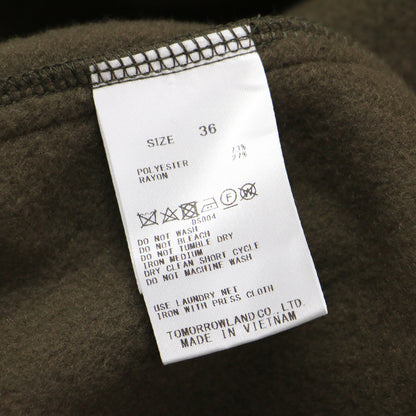 SIZE 36
POLYESTER 73%
RAYON 27%
DS004
DO NOT WASH
DO NOT BLEACH
DO NOT TUMBLE DRY
IRON MEDIUM
DRY CLEAN SHORT CYCLE
DO NOT MACHINE WASH
USE LAUNDRY NET
IRON WITH PRESS CLOTH
TOMORROWLAND CO., LTD.
MADE IN VIETNAM